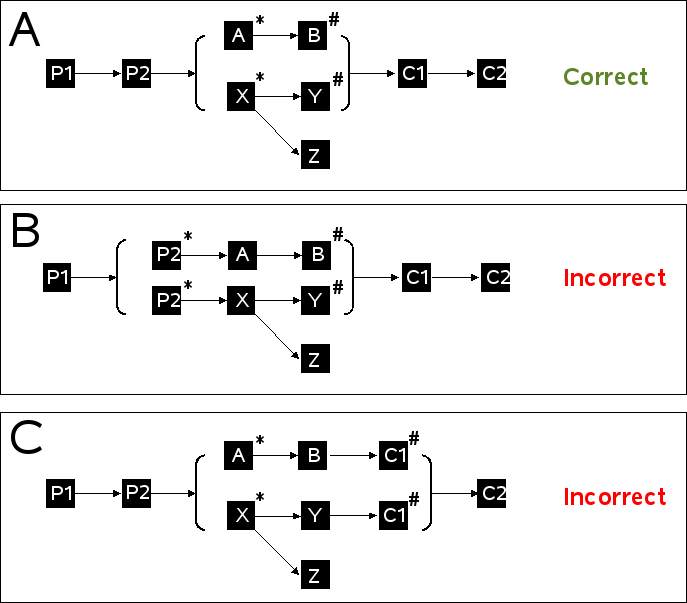 A
A * B #
P1 P2 C1 C2 Correct
X * Y #
Z
B
P2 * A B #
P1 C1 C2 Incorrect
P2 * X Y #
Z
C
A * B C1 #
P1 P2 C2 Incorrect
X * Y C1 #
Z